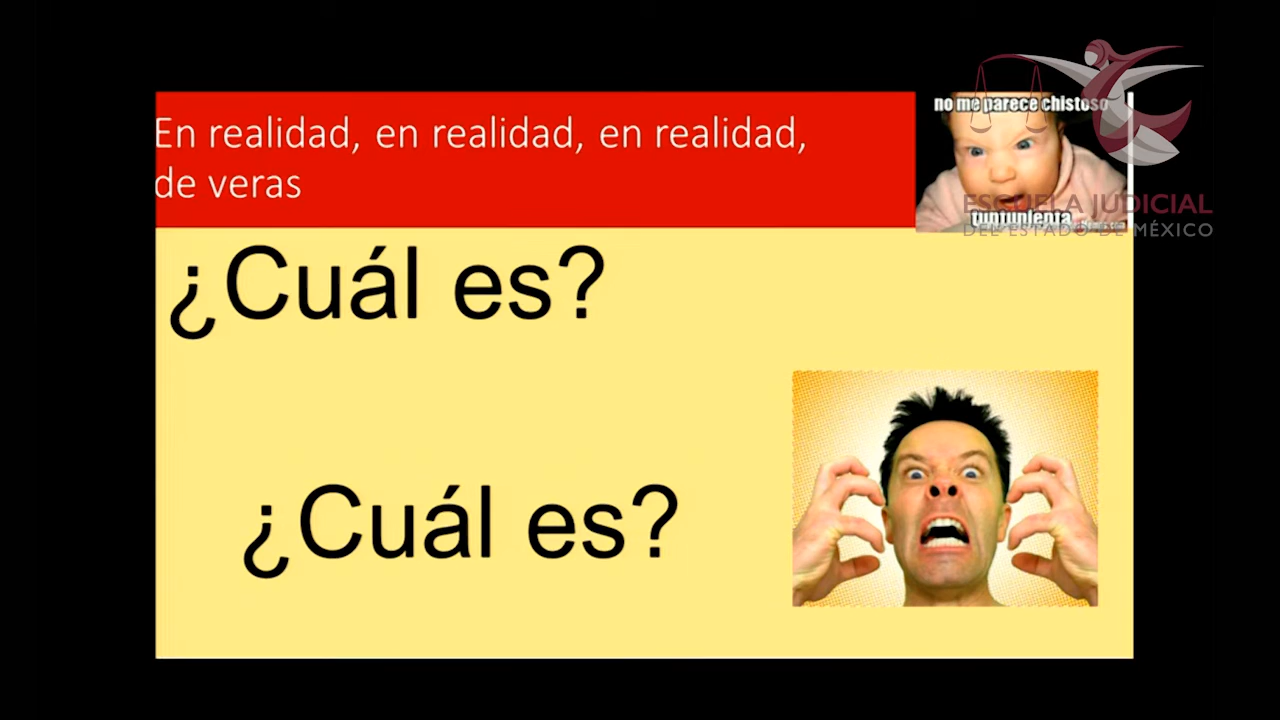 En realidad, en realidad, en realidad,
de veras
no me parece chistoso
ESCUELA JUDICIAL
DEL ESTADO DE MÉXICO
¿Cuál es?
¿Cuál es?